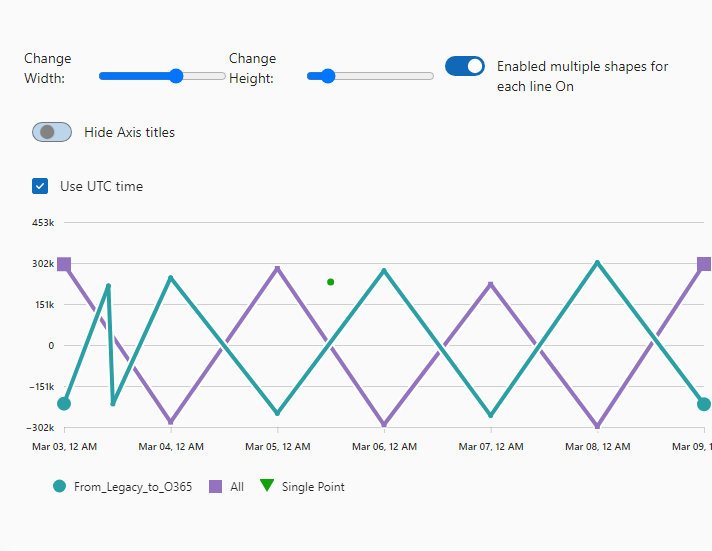 Change Width:
Change Height:
Enabled multiple shapes for
each line On
Hide Axis titles
Use UTC time
453k
302k
151k
0
−151k
−302k
Mar 03, 12 AM Mar 04, 12 AM Mar 05, 12 AM Mar 06, 12 AM Mar 07, 12 AM Mar 08, 12 AM Mar 09, 1
From_Legacy_to_O365 All Single Point